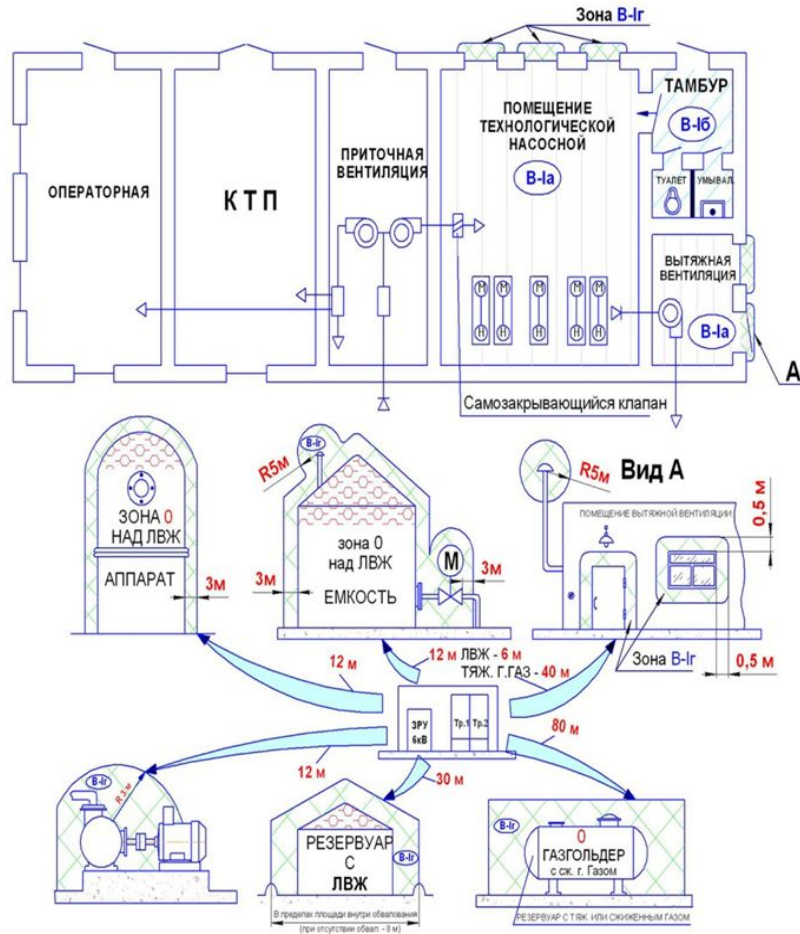 Зона В-Iг
ОПЕРАТОРНАЯ
КТП
ПРИТОЧНАЯ
ВЕНТИЛЯЦИЯ
ПОМЕЩЕНИЕ
ТЕХНОЛОГИЧЕСКОЙ
НАСОСНОЙ
В-Iа
ТАМБУР
В-Iб
ТУАЛЕТ
УМЫВАЛ.
ВЫТЯЖНАЯ
ВЕНТИЛЯЦИЯ
В-Iа
М М М М М
Н Н Н Н Н
А
Самозакрывающийся клапан
ЗОНА 0
НАД ЛВЖ
АППАРАТ
3м
В-Iг
R5м
зона 0
над ЛВЖ
ЕМКОСТЬ
3м
М
3м
R5м
Вид А
ПОМЕЩЕНИЕ ВЫТЯЖНОЙ ВЕНТИЛЯЦИИ
0,5 м
Зона В-Iг
0,5 м
12 м
12 м ЛВЖ - 6 м
ТЯЖ. Г.ГАЗ - 40 м
ЗРУ
6кВ
Тр.1
Тр.2
12 м
30 м
80 м
В-Iг
R 3 м
РЕЗЕРВУАР
С
ЛВЖ
В-Iг
В пределах площади внутри обвалования
(при отсутствии обвал. - 8 м)
В-Iг
0
ГАЗГОЛЬДЕР
с сж. г. Газом
РЕЗЕРВУАР С ТЯЖ. ИЛИ СЖИЖЕННЫМ ГАЗОМ